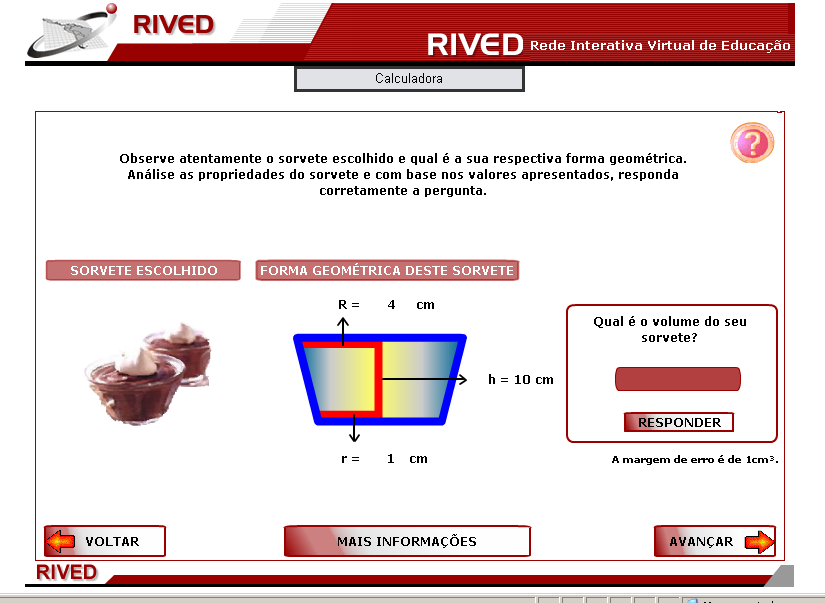 RIVED
RIVED Rede Interativa Virtual de Educação
Calculadora
?
Observe atentamente o sorvete escolhido e qual é a sua respectiva forma geométrica.
Análise as propriedades do sorvete e com base nos valores apresentados, responda
corretamente a pergunta.
SORVETE ESCOLHIDO
FORMA GEOMÉTRICA DESTE SORVETE
R = 4 cm
h = 10 cm
r = 1 cm
Qual é o volume do seu
sorvete?
RESPONDER
A margem de erro é de 1cm³.
VOLTAR
MAIS INFORMAÇÕES
AVANÇAR
RIVED